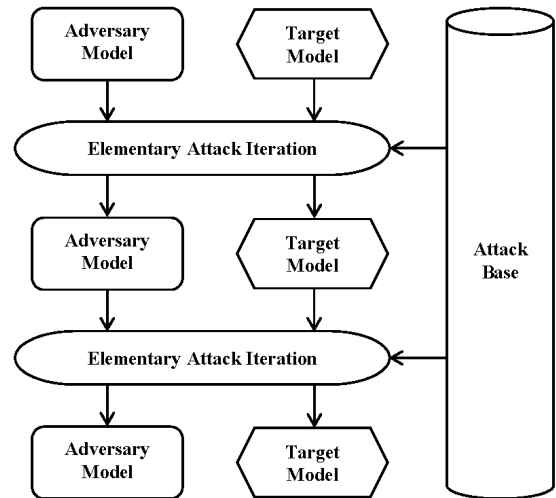 Adversary
Model
Target
Model
Elementary Attack Iteration
Adversary
Model
Target
Model
Attack
Base
Elementary Attack Iteration
Adversary
Model
Target
Model